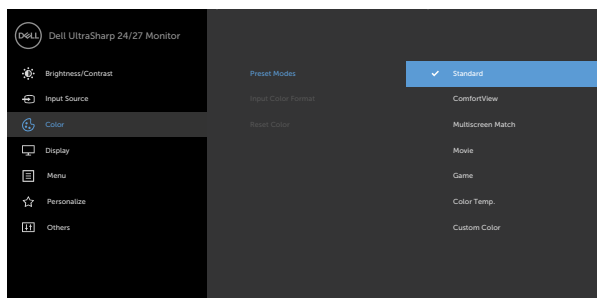 DELL Dell UltraSharp 24/27 Monitor
Brightness/Contrast Preset Modes Standard
Input Source Input Color Format ComfortView
Color Reset Color Multiscreen Match
Display Movie
Menu Game
Personalize Color Temp.
Others Custom Color